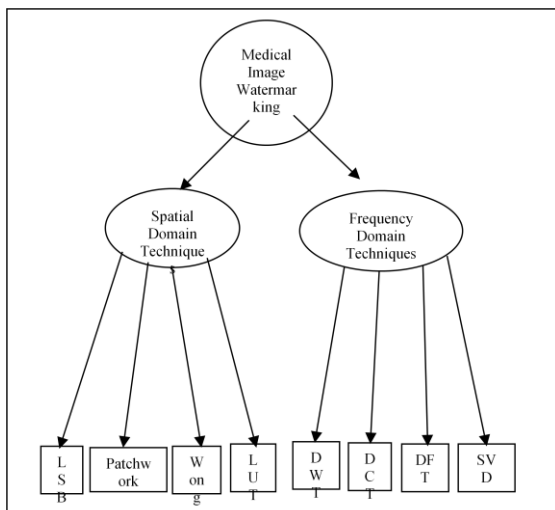 Medical
Image
Watermar
king
Spatial
Domain
Technique
s
Frequency
Domain
Techniques
L
S
B
Patchw
ork
W
on
g
L
U
T
D
W
T
D
C
T
DF
T
SV
D